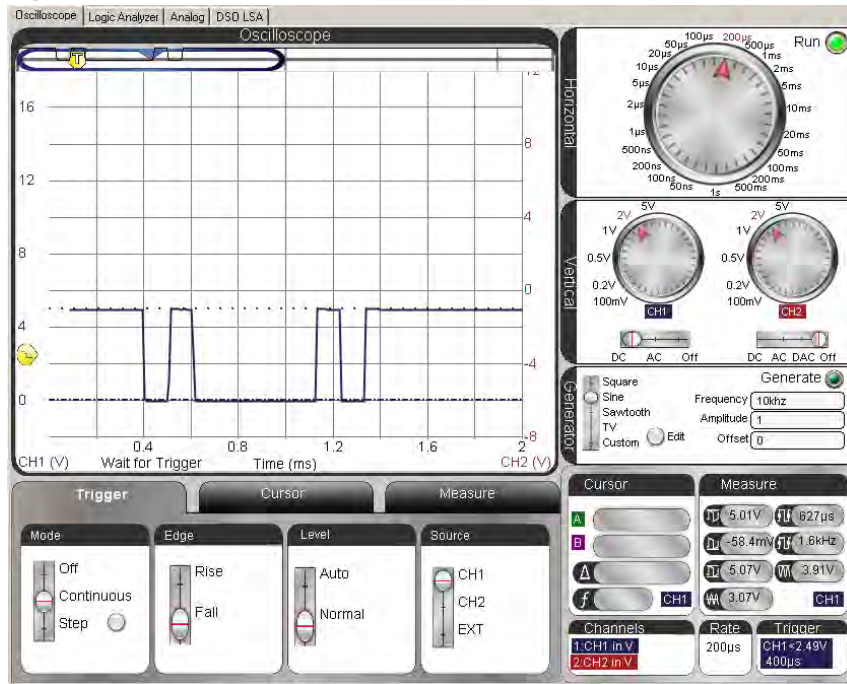 Oscilloscope Logic Analyzer Analog DSO LSA
Oscilloscope
T
16
12
8
4
0
12
8
4
0
-4
-8
0.4 0.8 1.2 1.6 2
CH1 (V) Wait for Trigger Time (ms) CH2 (V)
Horizontal
Run
50ns 100ns 200ns 500ns 1µs 2µs 5µs 10µs 20µs 50µs 100µs 200µs 500µs 1ms 2ms 5ms 10ms 20ms 50ms 100ms 200ms 500ms 1s
Vertical
5V
2V
1V
0.5V
0.2V
100mV
CH1
DC AC Off
5V
2V
1V
0.5V
0.2V
100mV
CH2
DC AC DAC Off
Generator
Square
Sine
Sawtooth
TV
Custom
Edit
Generate
Frequency 10khz
Amplitude 1
Offset 0
Trigger Cursor Measure
Mode
Off
Continuous
Step
Edge
Rise
Fall
Level
Auto
Normal
Source
CH1
CH2
EXT
Cursor
A
B
Δ
f
CH1
Measure
5.01V 627µs
-58.4mV 1.6kHz
5.07V 3.91V
3.07V CH1
Channels
1:CH1 in V
2:CH2 in V
Rate
200µs
Trigger
CH1<2.49V
400µs